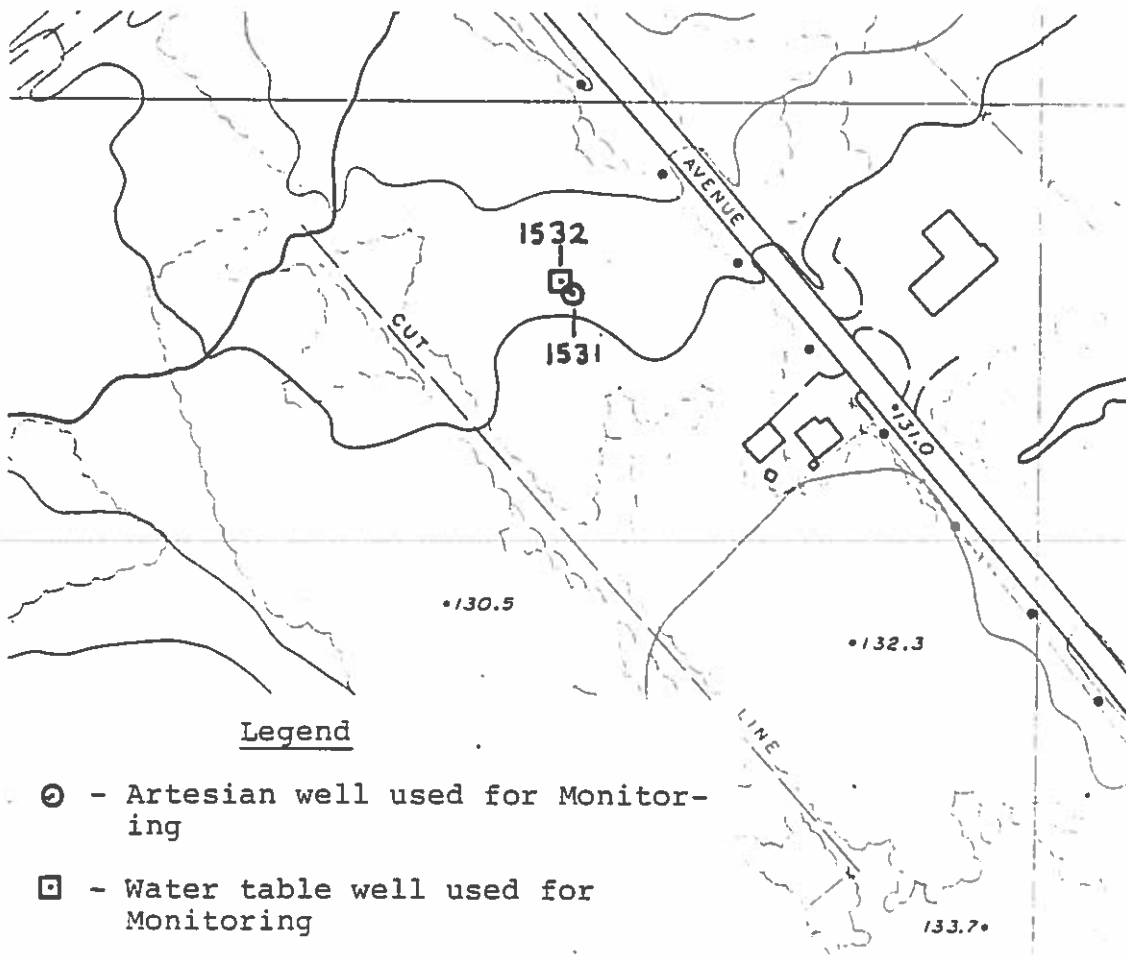 AVENUE
1532
1531
CUT
131.0
130.5
132.3
LINE
Legend
- Artesian well used for Monitor-
ing
- Water table well used for
Monitoring
133.7